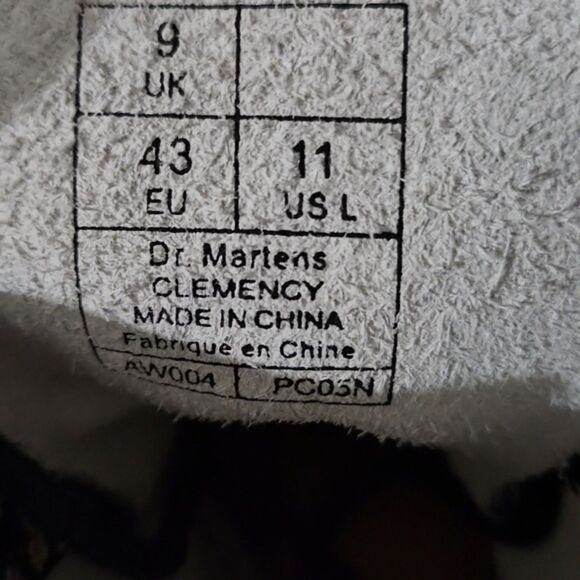 9
UK
43 11
EU US L
Dr. Martens
CLEMENCY
MADE IN CHINA
Fabriqué en Chine
AW004 PC05N